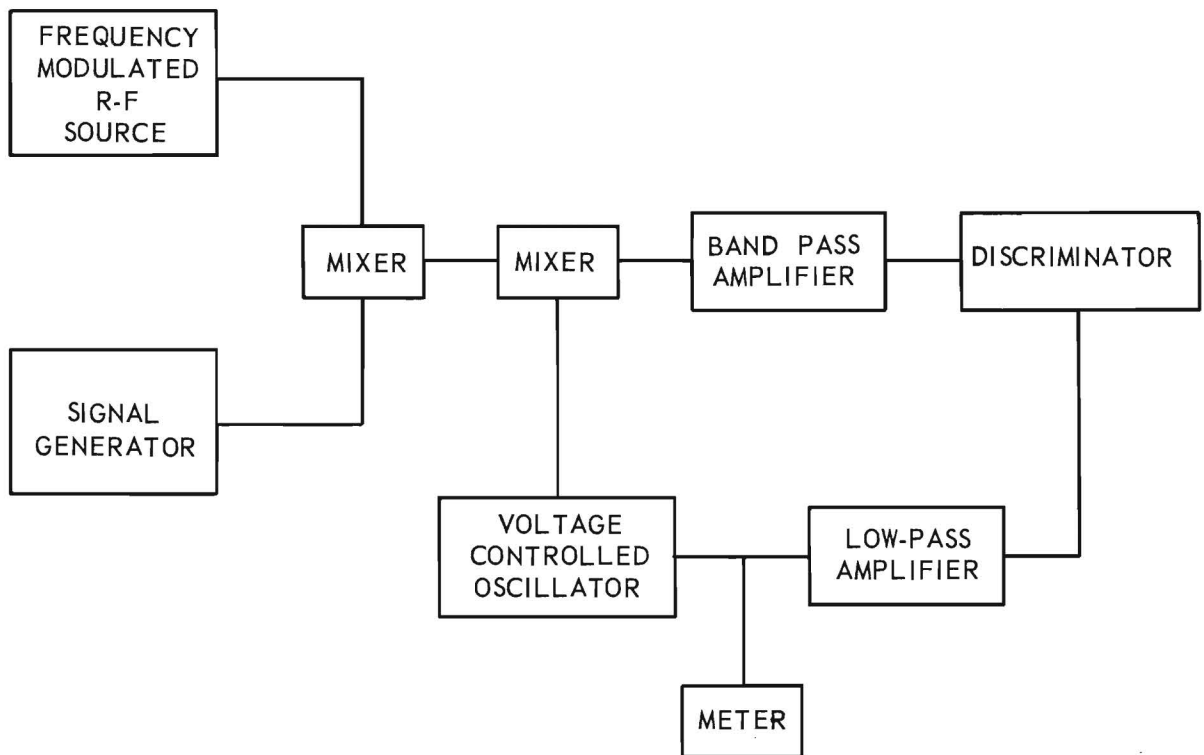 FREQUENCY
MODULATED
R-F
SOURCE
MIXER
MIXER
BAND PASS
AMPLIFIER
DISCRIMINATOR
SIGNAL
GENERATOR
VOLTAGE
CONTROLLED
OSCILLATOR
LOW-PASS
AMPLIFIER
METER